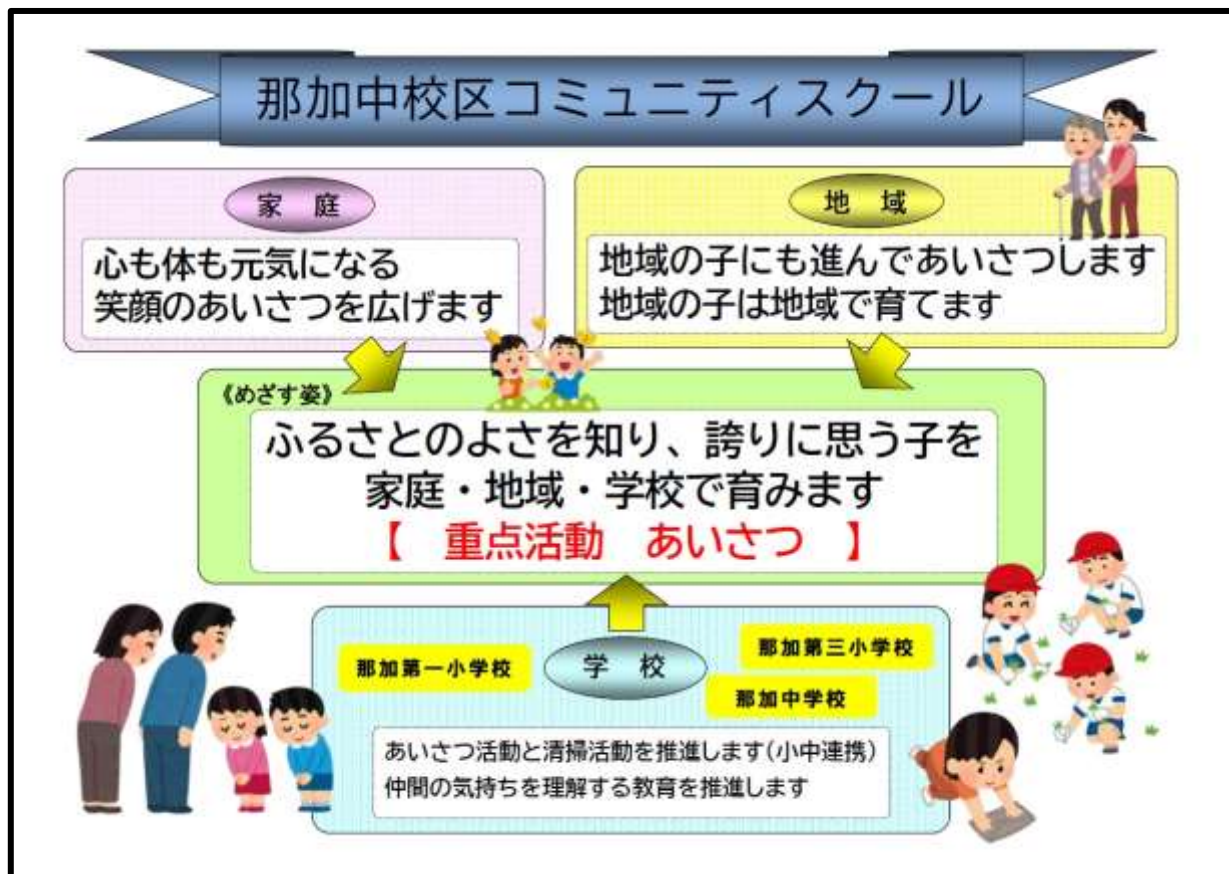 那加中校区コミュニティスクール
家 庭
心も体も元気になる
笑顔のあいさつを広げます
地 域
地域の子にも進んであいさつします
地域の子は地域で育てます
《めざす姿》
ふるさとのよさを知り、誇りに思う子を
家庭・地域・学校で育みます
【 重点活動 あいさつ 】
那加第一小学校
学 校
那加第三小学校
那加中学校
あいさつ活動と清掃活動を推進します(小中連携)
仲間の気持ちを理解する教育を推進します